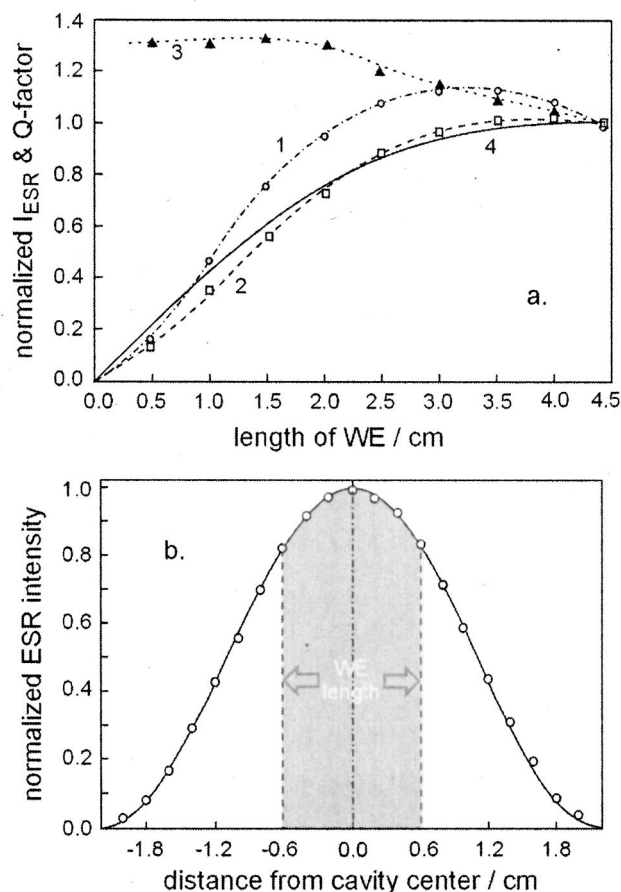 1.4
1.2
1.0
0.8
0.6
0.4
0.2
0.0
normalized I_ESR & Q-factor
3
1
4
2
a.
0.0 0.5 1.0 1.5 2.0 2.5 3.0 3.5 4.0 4.5
length of WE / cm
1.0
0.8
0.6
0.4
0.2
0.0
normalized ESR intensity
b.
WE
length
-1.8 -1.2 -0.6 0.0 0.6 1.2 1.8
distance from cavity center / cm